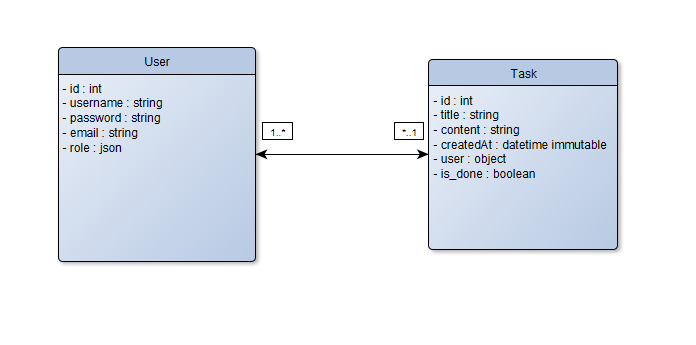 User
- id : int
- username : string
- password : string
- email : string
- role : json
1..*
*..1
Task
- id : int
- title : string
- content : string
- createdAt : datetime immutable
- user : object
- is_done : boolean